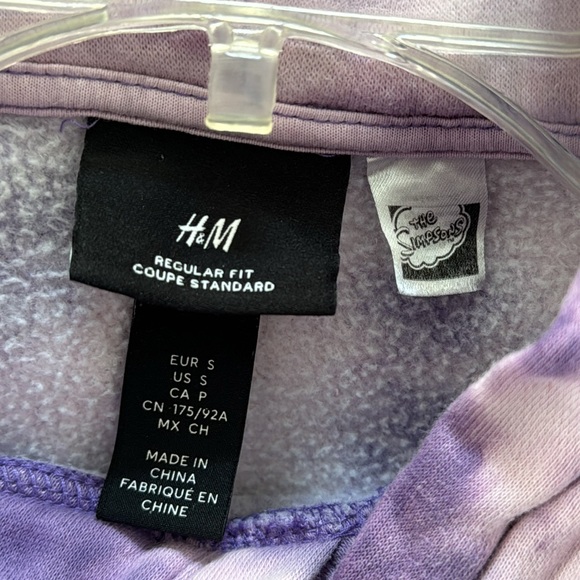 H&M
REGULAR FIT
COUPE STANDARD
EUR S
US S
CA P
CN 175/92A
MX CH
MADE IN
CHINA
FABRIQUÉ EN
CHINE
THE
SIMPSONS